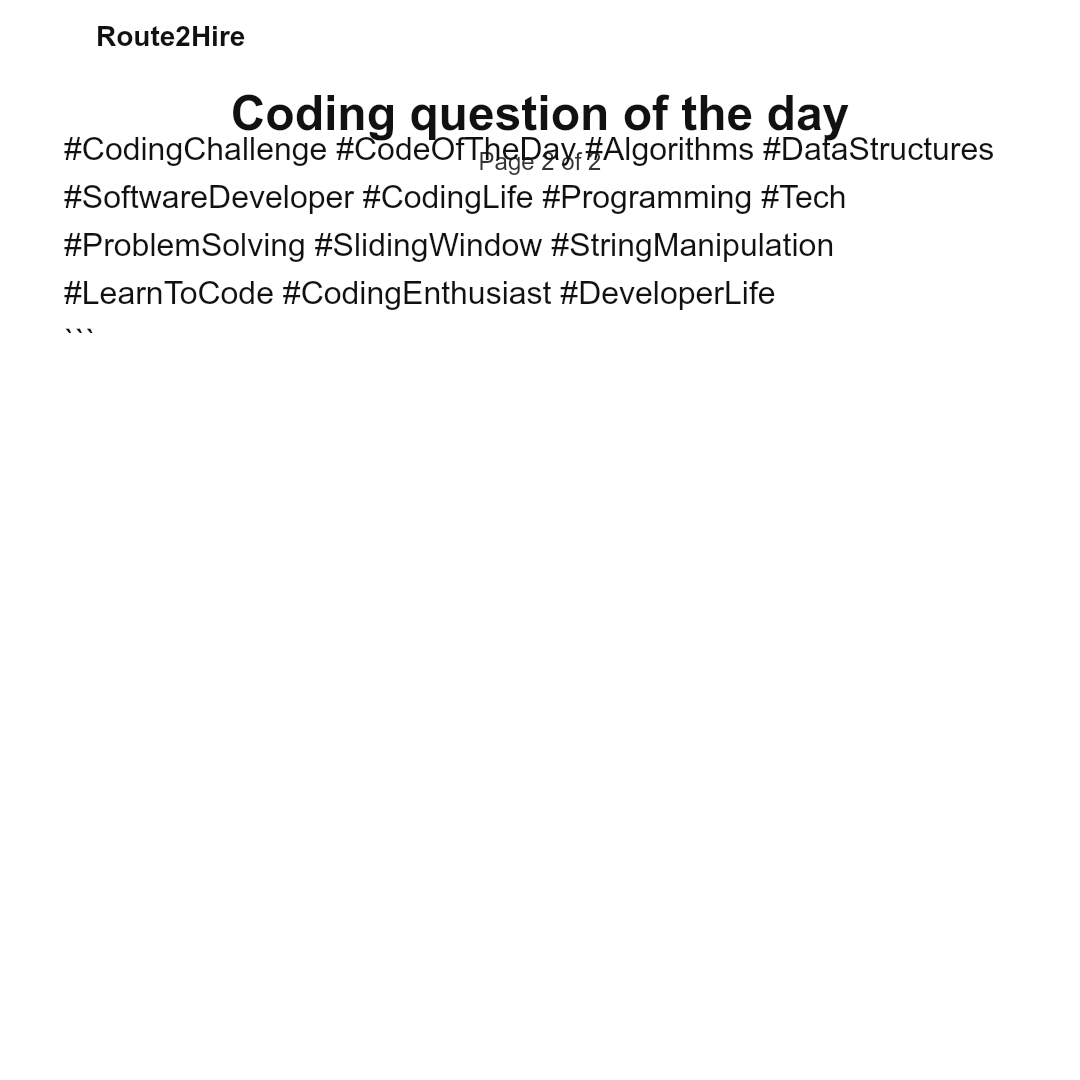 Route2Hire
Coding question of the day
#CodingChallenge #CodeOfTheDay #Algorithms #DataStructures
Page 2 of 2
#SoftwareDeveloper #CodingLife #Programming #Tech
#ProblemSolving #SlidingWindow #StringManipulation
#LearnToCode #CodingEnthusiast #DeveloperLife
```